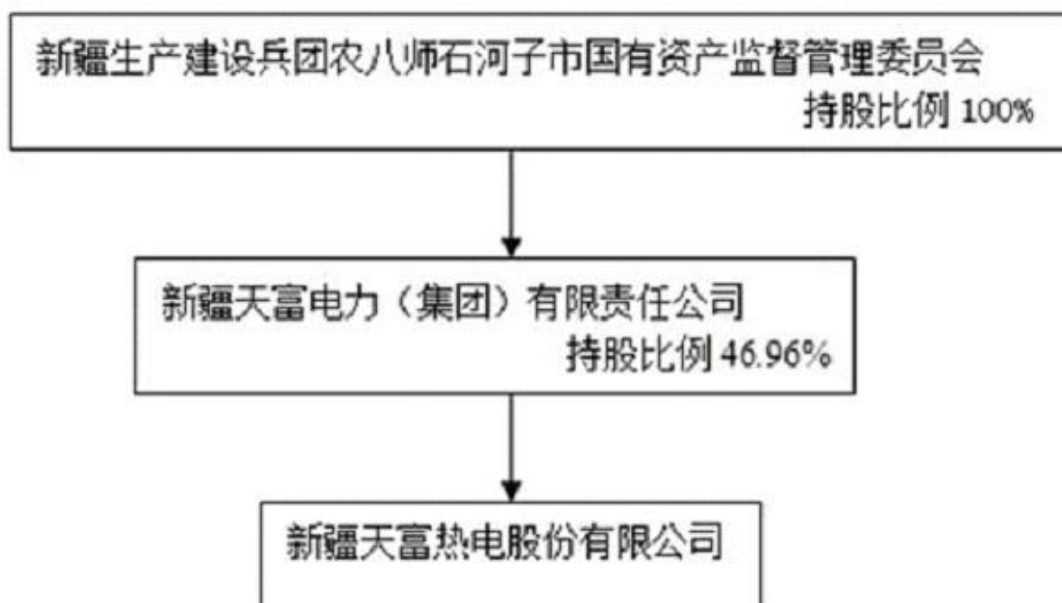 新疆生产建设兵团农八师石河子市国有资产监督管理委员会
持股比例 100%
新疆天富电力（集团）有限责任公司
持股比例 46.96%
新疆天富热电股份有限公司